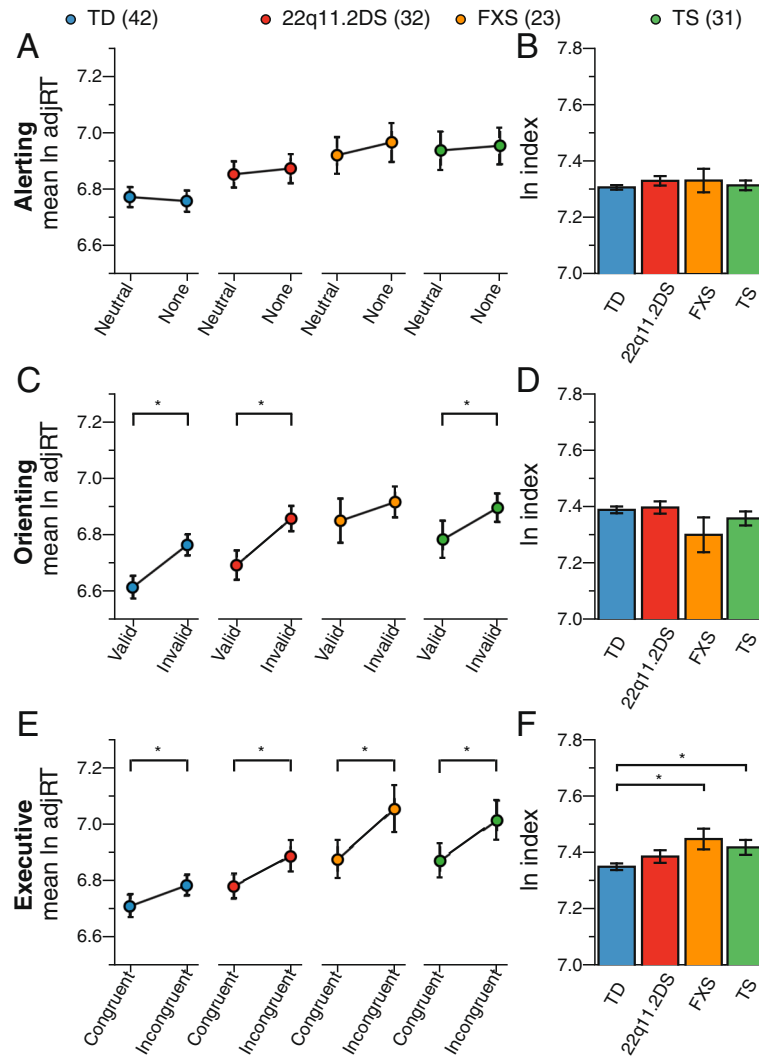 TD (42) 22q11.2DS (32) FXS (23) TS (31)
A
Alerting
mean ln adjRT
7.2
7.0
6.8
6.6
Neutral
None
Neutral
None
Neutral
None
Neutral
None
B
ln index
7.8
7.6
7.4
7.2
7.0
TD
22q11.2DS
FXS
TS
C
Orienting
mean ln adjRT
7.2
7.0
6.8
6.6
*
*
*
Valid
Invalid
Valid
Invalid
Valid
Invalid
Valid
Invalid
D
ln index
7.8
7.6
7.4
7.2
7.0
TD
22q11.2DS
FXS
TS
E
Executive
mean ln adjRT
7.2
7.0
6.8
6.6
*
*
*
*
Congruent
Incongruent
Congruent
Incongruent
Congruent
Incongruent
Congruent
Incongruent
F
ln index
7.8
7.6
7.4
7.2
7.0
*
*
TD
22q11.2DS
FXS
TS